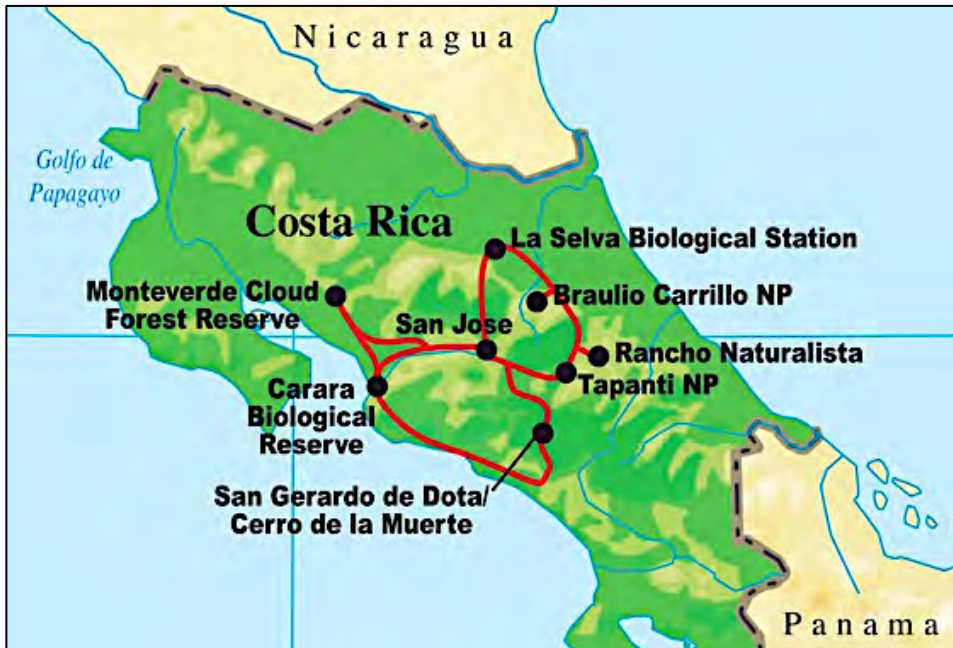 Nicaragua
Golfo de
Papagayo
Costa Rica
La Selva Biological Station
Monteverde Cloud
Forest Reserve
Braulio Carrillo NP
San Jose
Rancho Naturalista
Tapanti NP
Carara
Biological
Reserve
San Gerardo de Dota/
Cerro de la Muerte
Panama